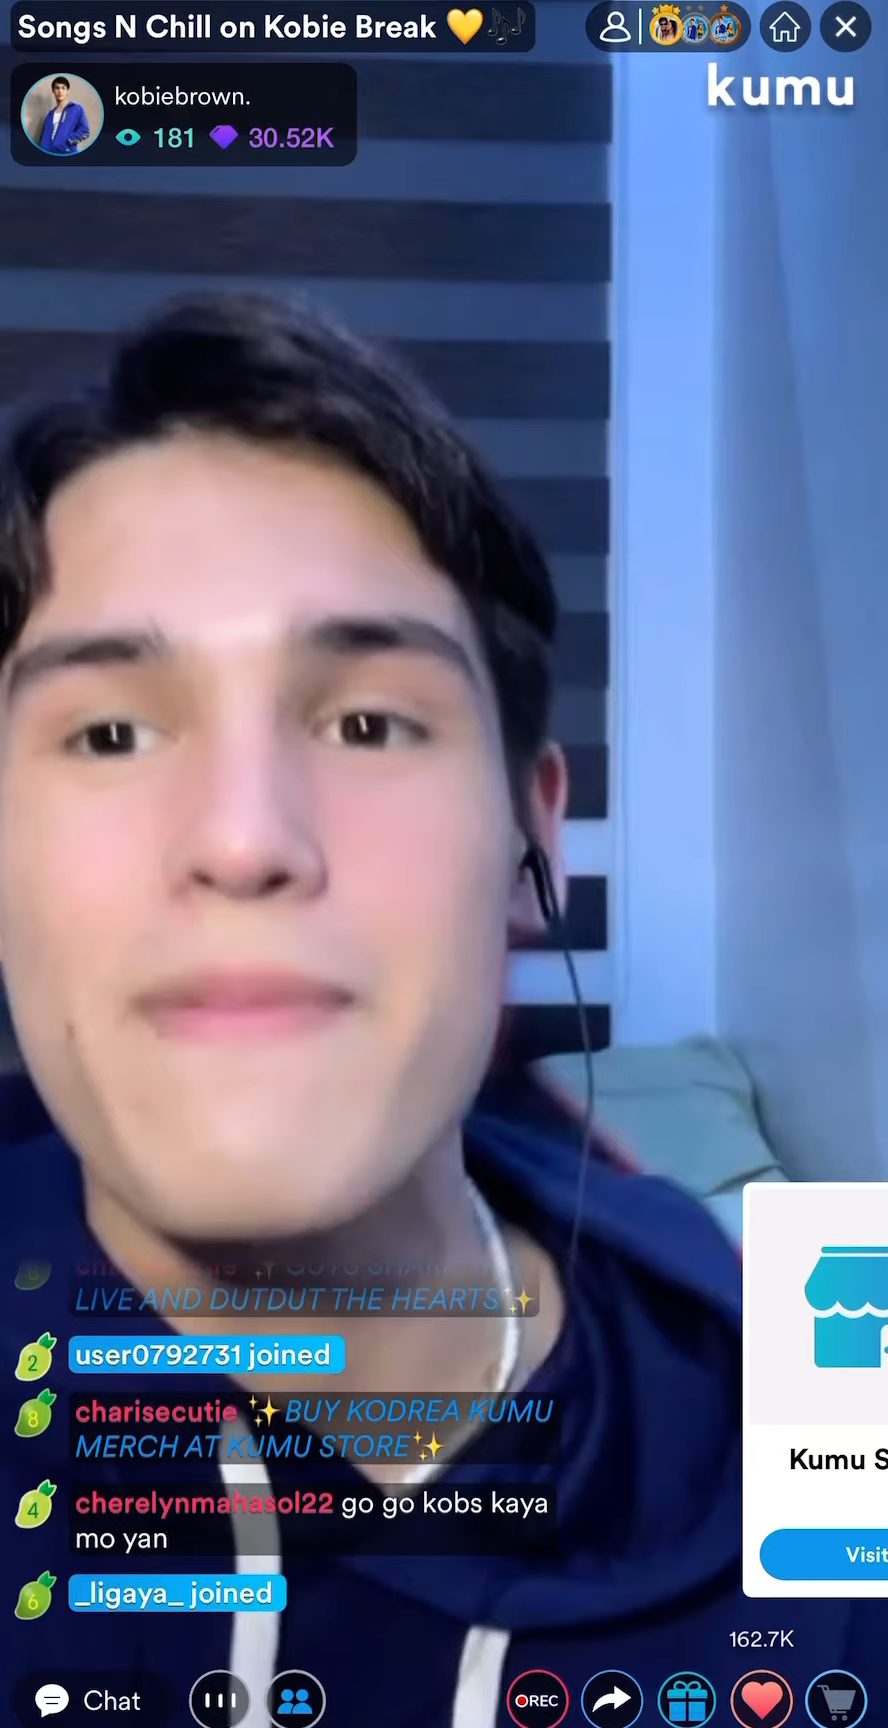 Songs N Chill on Kobie Break 💛🎶
kumu
kobiebrown.
181 30.52K
LIVE AND DUTDUT THE HEARTS✨
2 user0792731 joined
8 charisecutie ✨BUY KODREA KUMU
MERCH AT KUMU STORE✨
4 cherelynmahasol22 go go kobs kaya
mo yan
6 _ligaya_ joined
Kumu S
Visit
162.7K
Chat
REC